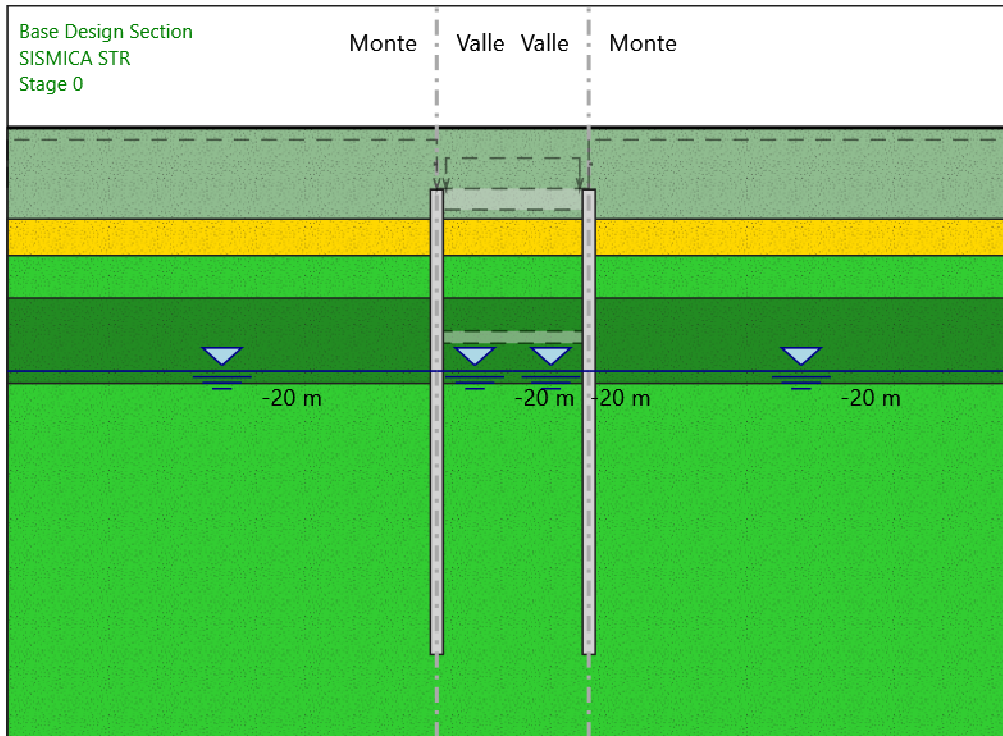 Base Design Section
SISMICA STR
Stage 0
Monte Valle Valle Monte
-20 m -20 m -20 m -20 m